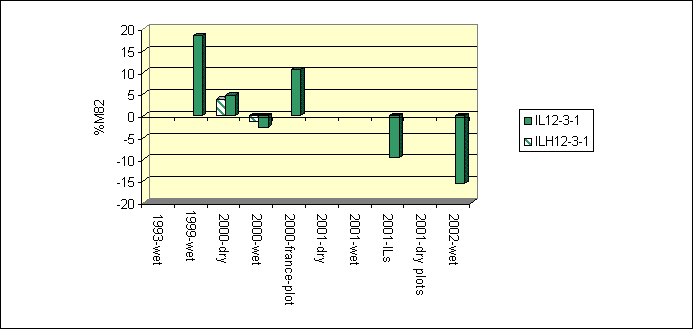 20
15
10
5
0
-5
-10
-15
-20
%M82
1993-wet
1999-wet
2000-dry
2000-wet
2000-france-plot
2001-dry
2001-wet
2001-ILs
2001-dry plots
2002-wet
IL12-3-1
ILH12-3-1